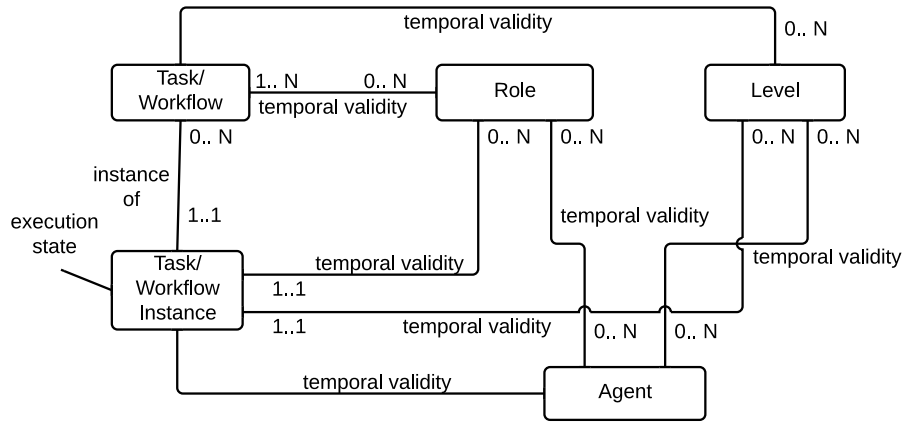 temporal validity
0.. N
Task/
Workflow
1.. N
0.. N
temporal validity
Role
Level
0.. N
0.. N
0.. N
0.. N
0.. N
instance
of
1..1
execution
state
temporal validity
temporal validity
Task/
Workflow
Instance
temporal validity
1..1
1..1
temporal validity
0.. N
0.. N
temporal validity
Agent